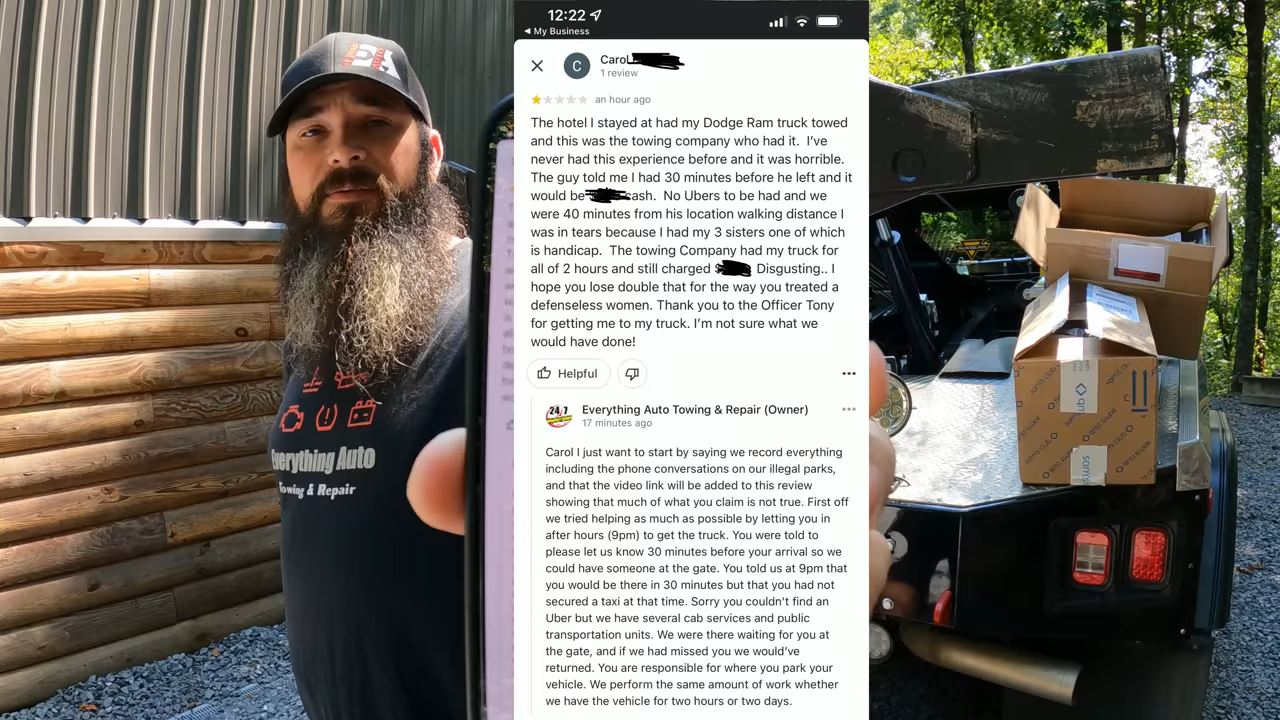 12:22
◀ My Business
Carol
C
1 review
an hour ago
The hotel I stayed at had my Dodge Ram truck towed
and this was the towing company who had it. I've
never had this experience before and it was horrible.
The guy told me I had 30 minutes before he left and it
would be cash. No Ubers to be had and we
were 40 minutes from his location walking distance I
was in tears because I had my 3 sisters one of which
is handicap. The towing Company had my truck for
all of 2 hours and still charged $ Disgusting.. I
hope you lose double that for the way you treated a
defenseless women. Thank you to the Officer Tony
for getting me to my truck. I'm not sure what we
would have done!
Helpful
24/7
Everything Auto Towing & Repair (Owner)
17 minutes ago
Carol I just want to start by saying we record everything
including the phone conversations on our illegal parks,
and that the video link will be added to this review
showing that much of what you claim is not true. First off
we tried helping as much as possible by letting you in
after hours (9pm) to get the truck. You were told to
please let us know 30 minutes before your arrival so we
could have someone at the gate. You told us at 9pm that
you would be there in 30 minutes but that you had not
secured a taxi at that time. Sorry you couldn't find an
Uber but we have several cab services and public
transportation units. We were there waiting for you at
the gate, and if we had missed you we would've
returned. You are responsible for where you park your
vehicle. We perform the same amount of work whether
we have the vehicle for two hours or two days.
Everything Auto
Towing & Repair
sam's club
sam's